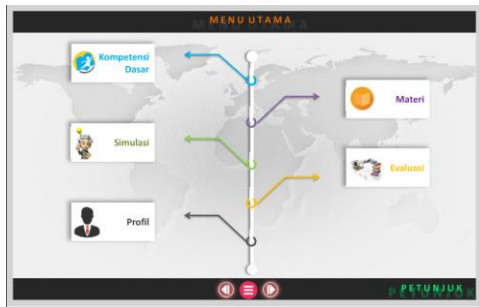 MENU UTAMA
Kompetensi
Dasar
Materi
Simulasi
Evaluasi
Profil
PETUNJUK